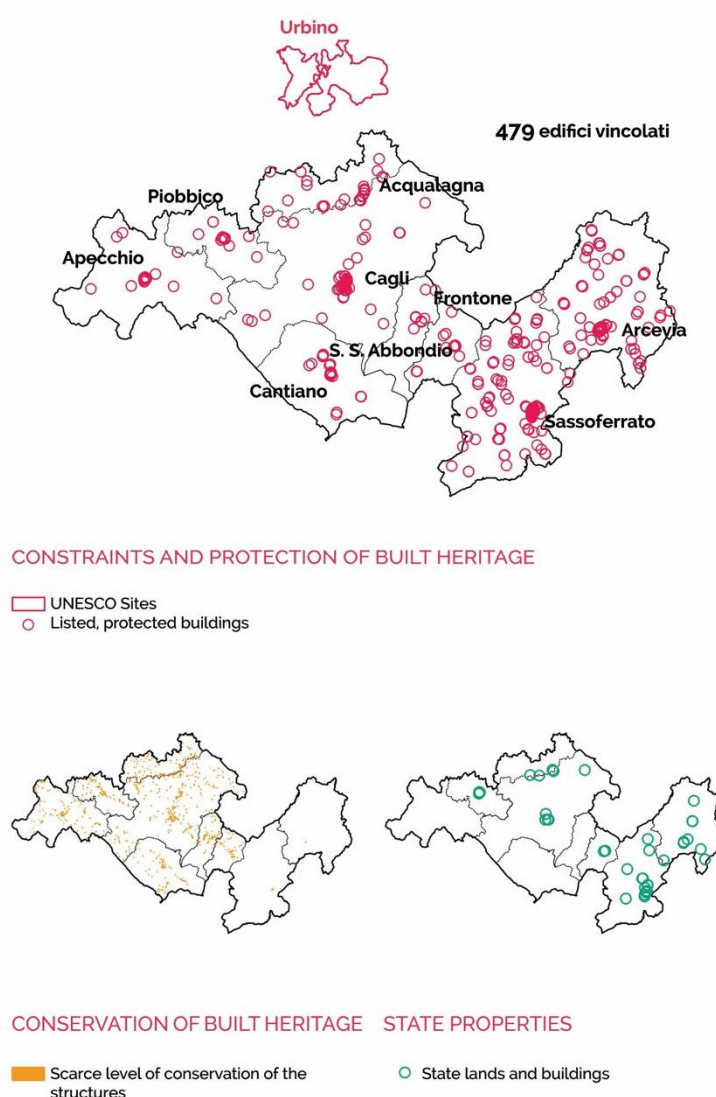 Urbino
479 edifici vincolati
Acqualagna
Piobbico
Apecchio
Cagli
Frontone
Arcevia
S. S. Abbondio
Cantiano
Sassoferrato
CONSTRAINTS AND PROTECTION OF BUILT HERITAGE
UNESCO Sites
Listed, protected buildings
CONSERVATION OF BUILT HERITAGE
Scarce level of conservation of the
structures
STATE PROPERTIES
State lands and buildings